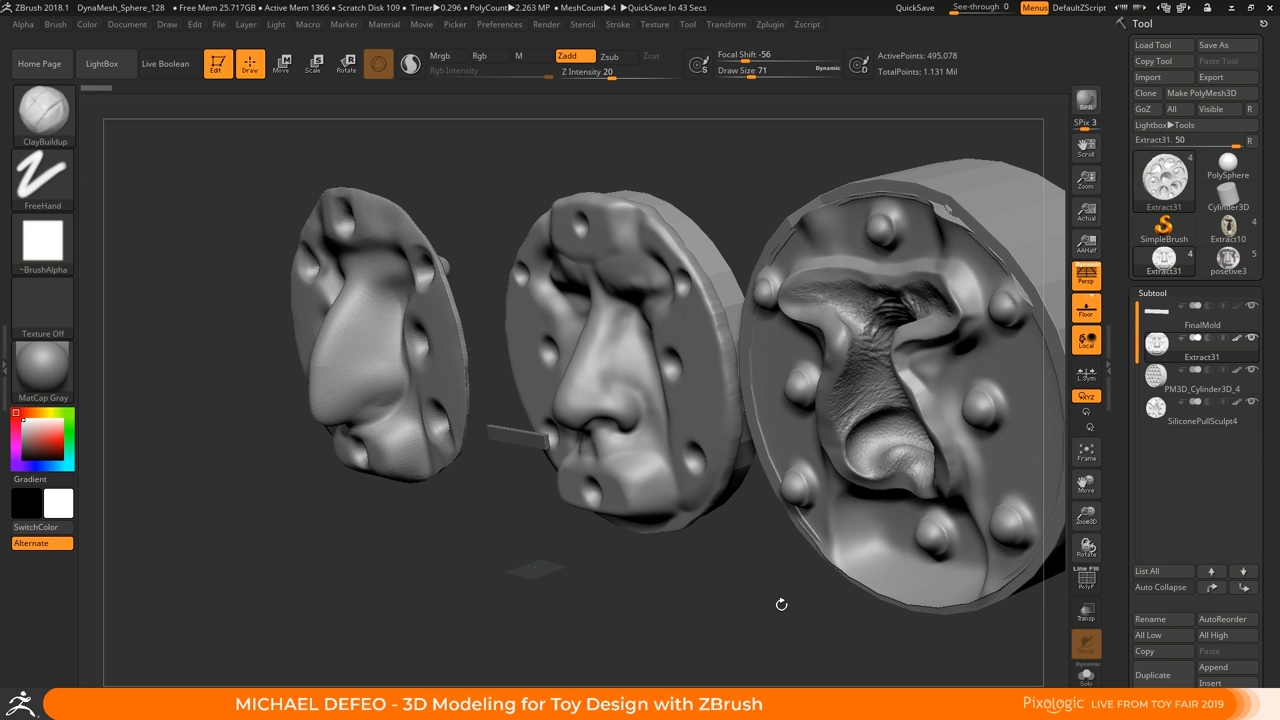 ZBrush 2018.1 DynaMesh_Sphere_128 • Free Mem 25.717GB • Active Mem 1366 • Scratch Disk 109 • Timer▶0.296 • PolyCount▶2.263 MP • MeshCount▶4 ▶QuickSave In 43 Secs QuickSave See-through 0 Menus DefaultZScript
Alpha Brush Color Document Draw Edit File Layer Light Macro Marker Material Movie Picker Preferences Render Stencil Stroke Texture Tool Transform Zplugin Zscript
Home Page LightBox Live Boolean Edit Draw Move Scale Rotate
Mrgb Rgb M Zadd Zsub Zcut
Rgb Intensity Z Intensity 20
Focal Shift -56
Draw Size 71 Dynamic
ActivePoints: 495,078
TotalPoints: 1.131 Mil
ClayBuildup
FreeHand
~BrushAlpha
Texture Off
MatCap Gray
Gradient
SwitchColor
Alternate
BPR
SPix 3
Scroll
Zoom
Actual
AAHalf
Dynamic
Persp
Floor
Local
L.Sym
XYZ
Frame
Move
Zoom3D
Rotate
Line Fill
PolyF
Transp
Ghost
Dynamic
Solo
Tool
Load Tool Save As
Copy Tool Paste Tool
Import Export
Clone Make PolyMesh3D
GoZ All Visible R
Lightbox▶Tools
Extract31. 50 R
4
Extract31 PolySphere
Cylinder3D
SimpleBrush Extract10 4
Extract31 4 posetive3 5
Subtool
FinalMold
Extract31
PM3D_Cylinder3D_4
SiliconePullSculpt4
List All
Auto Collapse
Rename AutoReorder
All Low All High
Copy Paste
Duplicate Append
Insert
MICHAEL DEFEO - 3D Modeling for Toy Design with ZBrush
Pixologic LIVE FROM TOY FAIR 2019